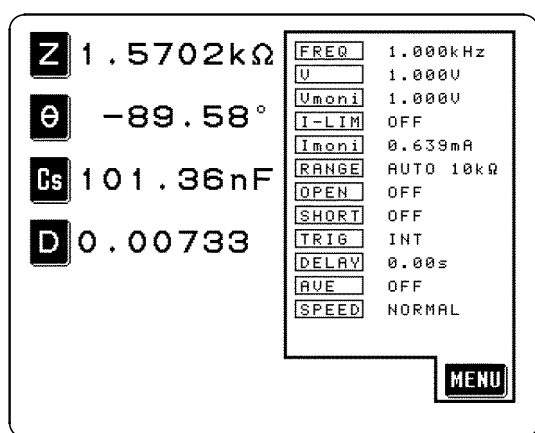 Z 1.5702kΩ
θ -89.58°
Cs 101.36nF
D 0.00733
FREQ 1.000kHz
V 1.000V
Vmoni 1.000V
I-LIM OFF
Imoni 0.639mA
RANGE AUTO 10kΩ
OPEN OFF
SHORT OFF
TRIG INT
DELAY 0.00s
AVE OFF
SPEED NORMAL
MENU